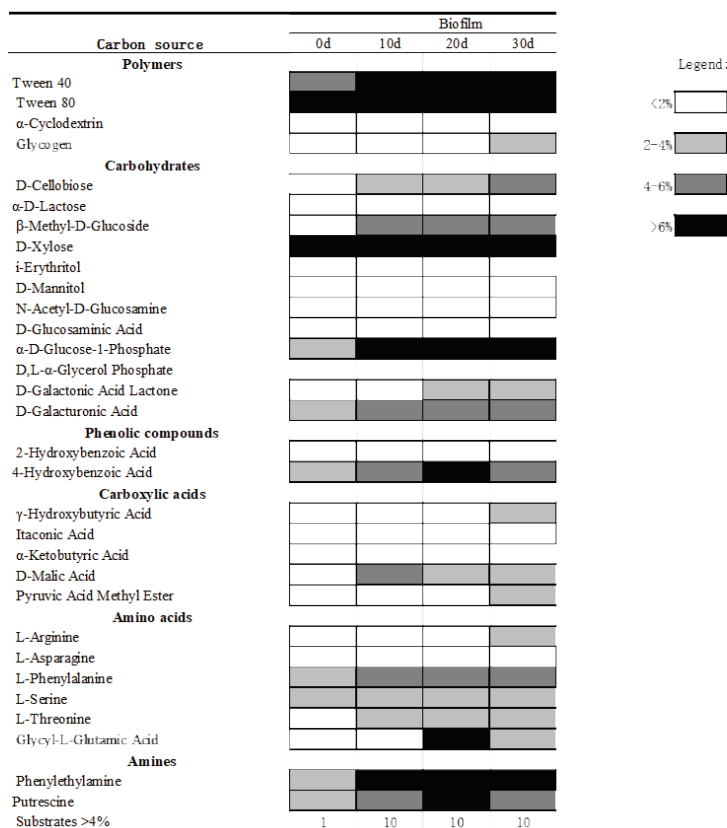 Biofilm
Carbon source 0d 10d 20d 30d
Polymers
Tween 40
Tween 80
α-Cyclodextrin
Glycogen
Carbohydrates
D-Cellobiose
α-D-Lactose
β-Methyl-D-Glucoside
D-Xylose
i-Erythritol
D-Mannitol
N-Acetyl-D-Glucosamine
D-Glucosaminic Acid
α-D-Glucose-1-Phosphate
D,L-α-Glycerol Phosphate
D-Galactonic Acid Lactone
D-Galacturonic Acid
Phenolic compounds
2-Hydroxybenzoic Acid
4-Hydroxybenzoic Acid
Carboxylic acids
γ-Hydroxybutyric Acid
Itaconic Acid
α-Ketobutyric Acid
D-Malic Acid
Pyruvic Acid Methyl Ester
Amino acids
L-Arginine
L-Asparagine
L-Phenylalanine
L-Serine
L-Threonine
Glycyl-L-Glutamic Acid
Amines
Phenylethylamine
Putrescine
Substrates >4% 1 10 10 10
Legend:
<2%
2-4%
4-6%
>6%